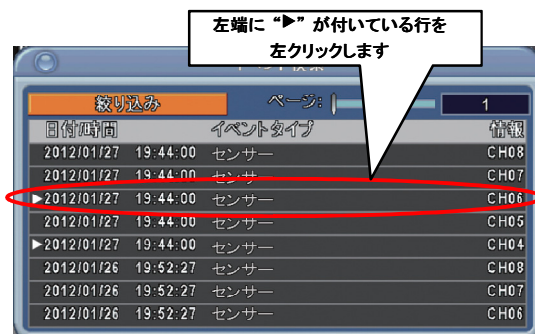 左端に “▶” が付いている行を
左クリックします
絞り込み ページ: 1
日付/時間 イベントタイプ 情報
2012/01/27 19:44:00 センサー CH08
2012/01/27 19:44:00 センサー CH07
▶2012/01/27 19:44:00 センサー CH06
2012/01/27 19:44:00 センサー CH05
▶2012/01/27 19:44:00 センサー CH04
2012/01/26 19:52:27 センサー CH08
2012/01/26 19:52:27 センサー CH07
2012/01/26 19:52:27 センサー CH06